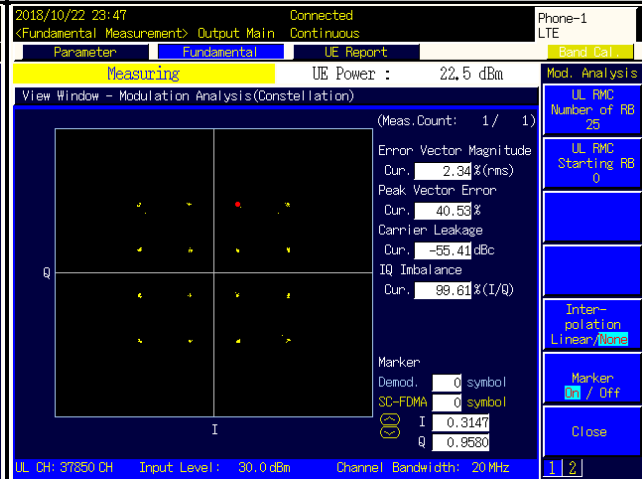 2018/10/22 23:47 Connected Phone-1
<Fundamental Measurement> Output Main Continuous LTE
Parameter Fundamental UE Report Band Cal.
Measuring UE Power : 22.5 dBm Mod. Analysis
View Window - Modulation Analysis(Constellation)
UL RMC
Number of RB
25
(Meas.Count: 1/ 1)
UL RMC
Starting RB
0
Error Vector Magnitude
Cur. 2.34 %(rms)
Peak Vector Error
Cur. 40.53 %
Carrier Leakage
Cur. -55.41 dBc
IQ Imbalance
Cur. 99.61 %(I/Q)
Q
I
Inter-
polation
Linear/None
Marker
Demod. 0 symbol
SC-FDMA 0 symbol
I 0.3147
Q 0.9580
Marker
On / Off
Close
UL CH: 37850 CH Input Level: 30.0 dBm Channel Bandwidth: 20 MHz 1 2